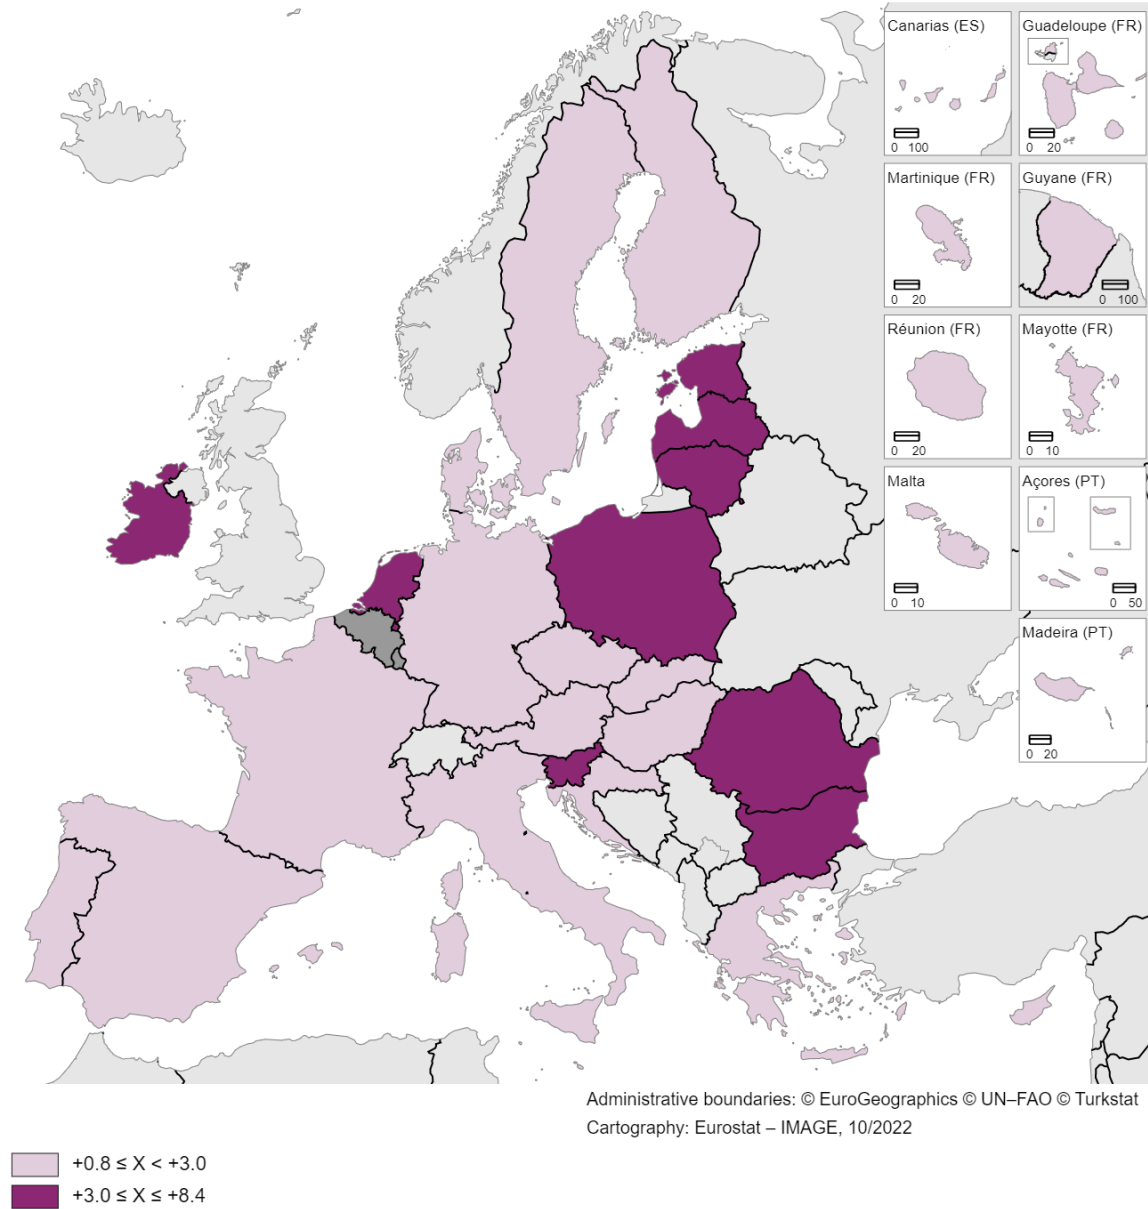 Canarias (ES)
0 100
Guadeloupe (FR)
0 20
Martinique (FR)
0 20
Guyane (FR)
0 100
Réunion (FR)
0 20
Mayotte (FR)
0 10
Malta
0 10
Açores (PT)
0 50
Madeira (PT)
0 20
Administrative boundaries: © EuroGeographics © UN–FAO © Turkstat
Cartography: Eurostat – IMAGE, 10/2022
+0.8 ≤ X < +3.0
+3.0 ≤ X ≤ +8.4